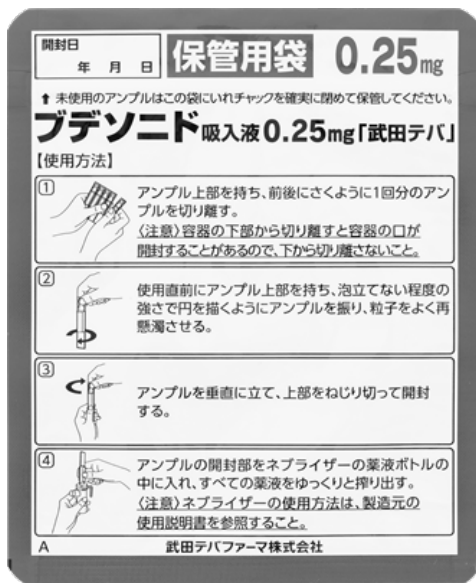 開封日
年 月 日
保管用袋 0.25mg
⬆ 未使用のアンプルはこの袋にいれチャックを確実に閉めて保管してください。
ブデソニド吸入液0.25mg「武田テバ」
【使用方法】
①
アンプル上部を持ち、前後にさくように1回分のアン
プルを切り離す。
〈注意〉容器の下部から切り離すと容器の口が
開封することがあるので、下から切り離さないこと。
②
使用直前にアンプル上部を持ち、泡立てない程度の
強さで円を描くようにアンプルを振り、粒子をよく再
懸濁させる。
③
アンプルを垂直に立て、上部をねじり切って開封
する。
④
アンプルの開封部をネブライザーの薬液ボトルの
中に入れ、すべての薬液をゆっくりと搾り出す。
〈注意〉ネブライザーの使用方法は、製造元の
使用説明書を参照すること。
A 武田テバファーマ株式会社